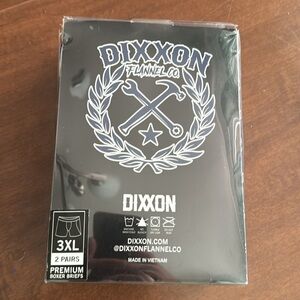 DIXXON
FLANNEL CO.
DIXXON
DIXXON.COM
@DIXXONFLANNELCO
MADE IN VIETNAM
3XL
2 PAIRS
PREMIUM
BOXER BRIEFS